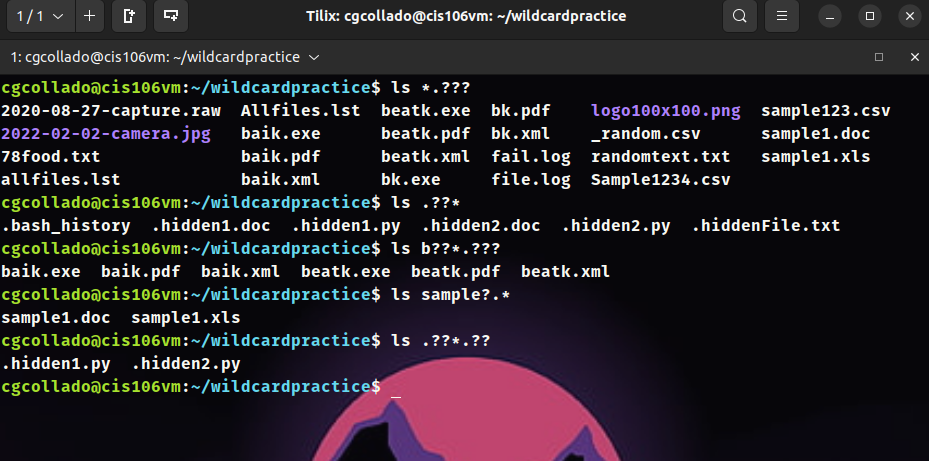 1 / 1 Tilix: cgcollado@cis106vm: ~/wildcardpractice
1: cgcollado@cis106vm: ~/wildcardpractice
cgcollado@cis106vm:~/wildcardpractice$ ls *.???
2020-08-27-capture.raw  Allfiles.lst  beatk.exe  bk.pdf    logo100x100.png  sample123.csv
2022-02-02-camera.jpg   baik.exe      beatk.pdf  bk.xml    _random.csv      sample1.doc
78food.txt              baik.pdf      beatk.xml  fail.log  randomtext.txt   sample1.xls
allfiles.lst            baik.xml      bk.exe     file.log  Sample1234.csv
cgcollado@cis106vm:~/wildcardpractice$ ls .??*
.bash_history  .hidden1.doc  .hidden1.py  .hidden2.doc  .hidden2.py  .hiddenFile.txt
cgcollado@cis106vm:~/wildcardpractice$ ls b??*.???
baik.exe  baik.pdf  baik.xml  beatk.exe  beatk.pdf  beatk.xml
cgcollado@cis106vm:~/wildcardpractice$ ls sample?.*
sample1.doc  sample1.xls
cgcollado@cis106vm:~/wildcardpractice$ ls .??*.??
.hidden1.py  .hidden2.py
cgcollado@cis106vm:~/wildcardpractice$ _